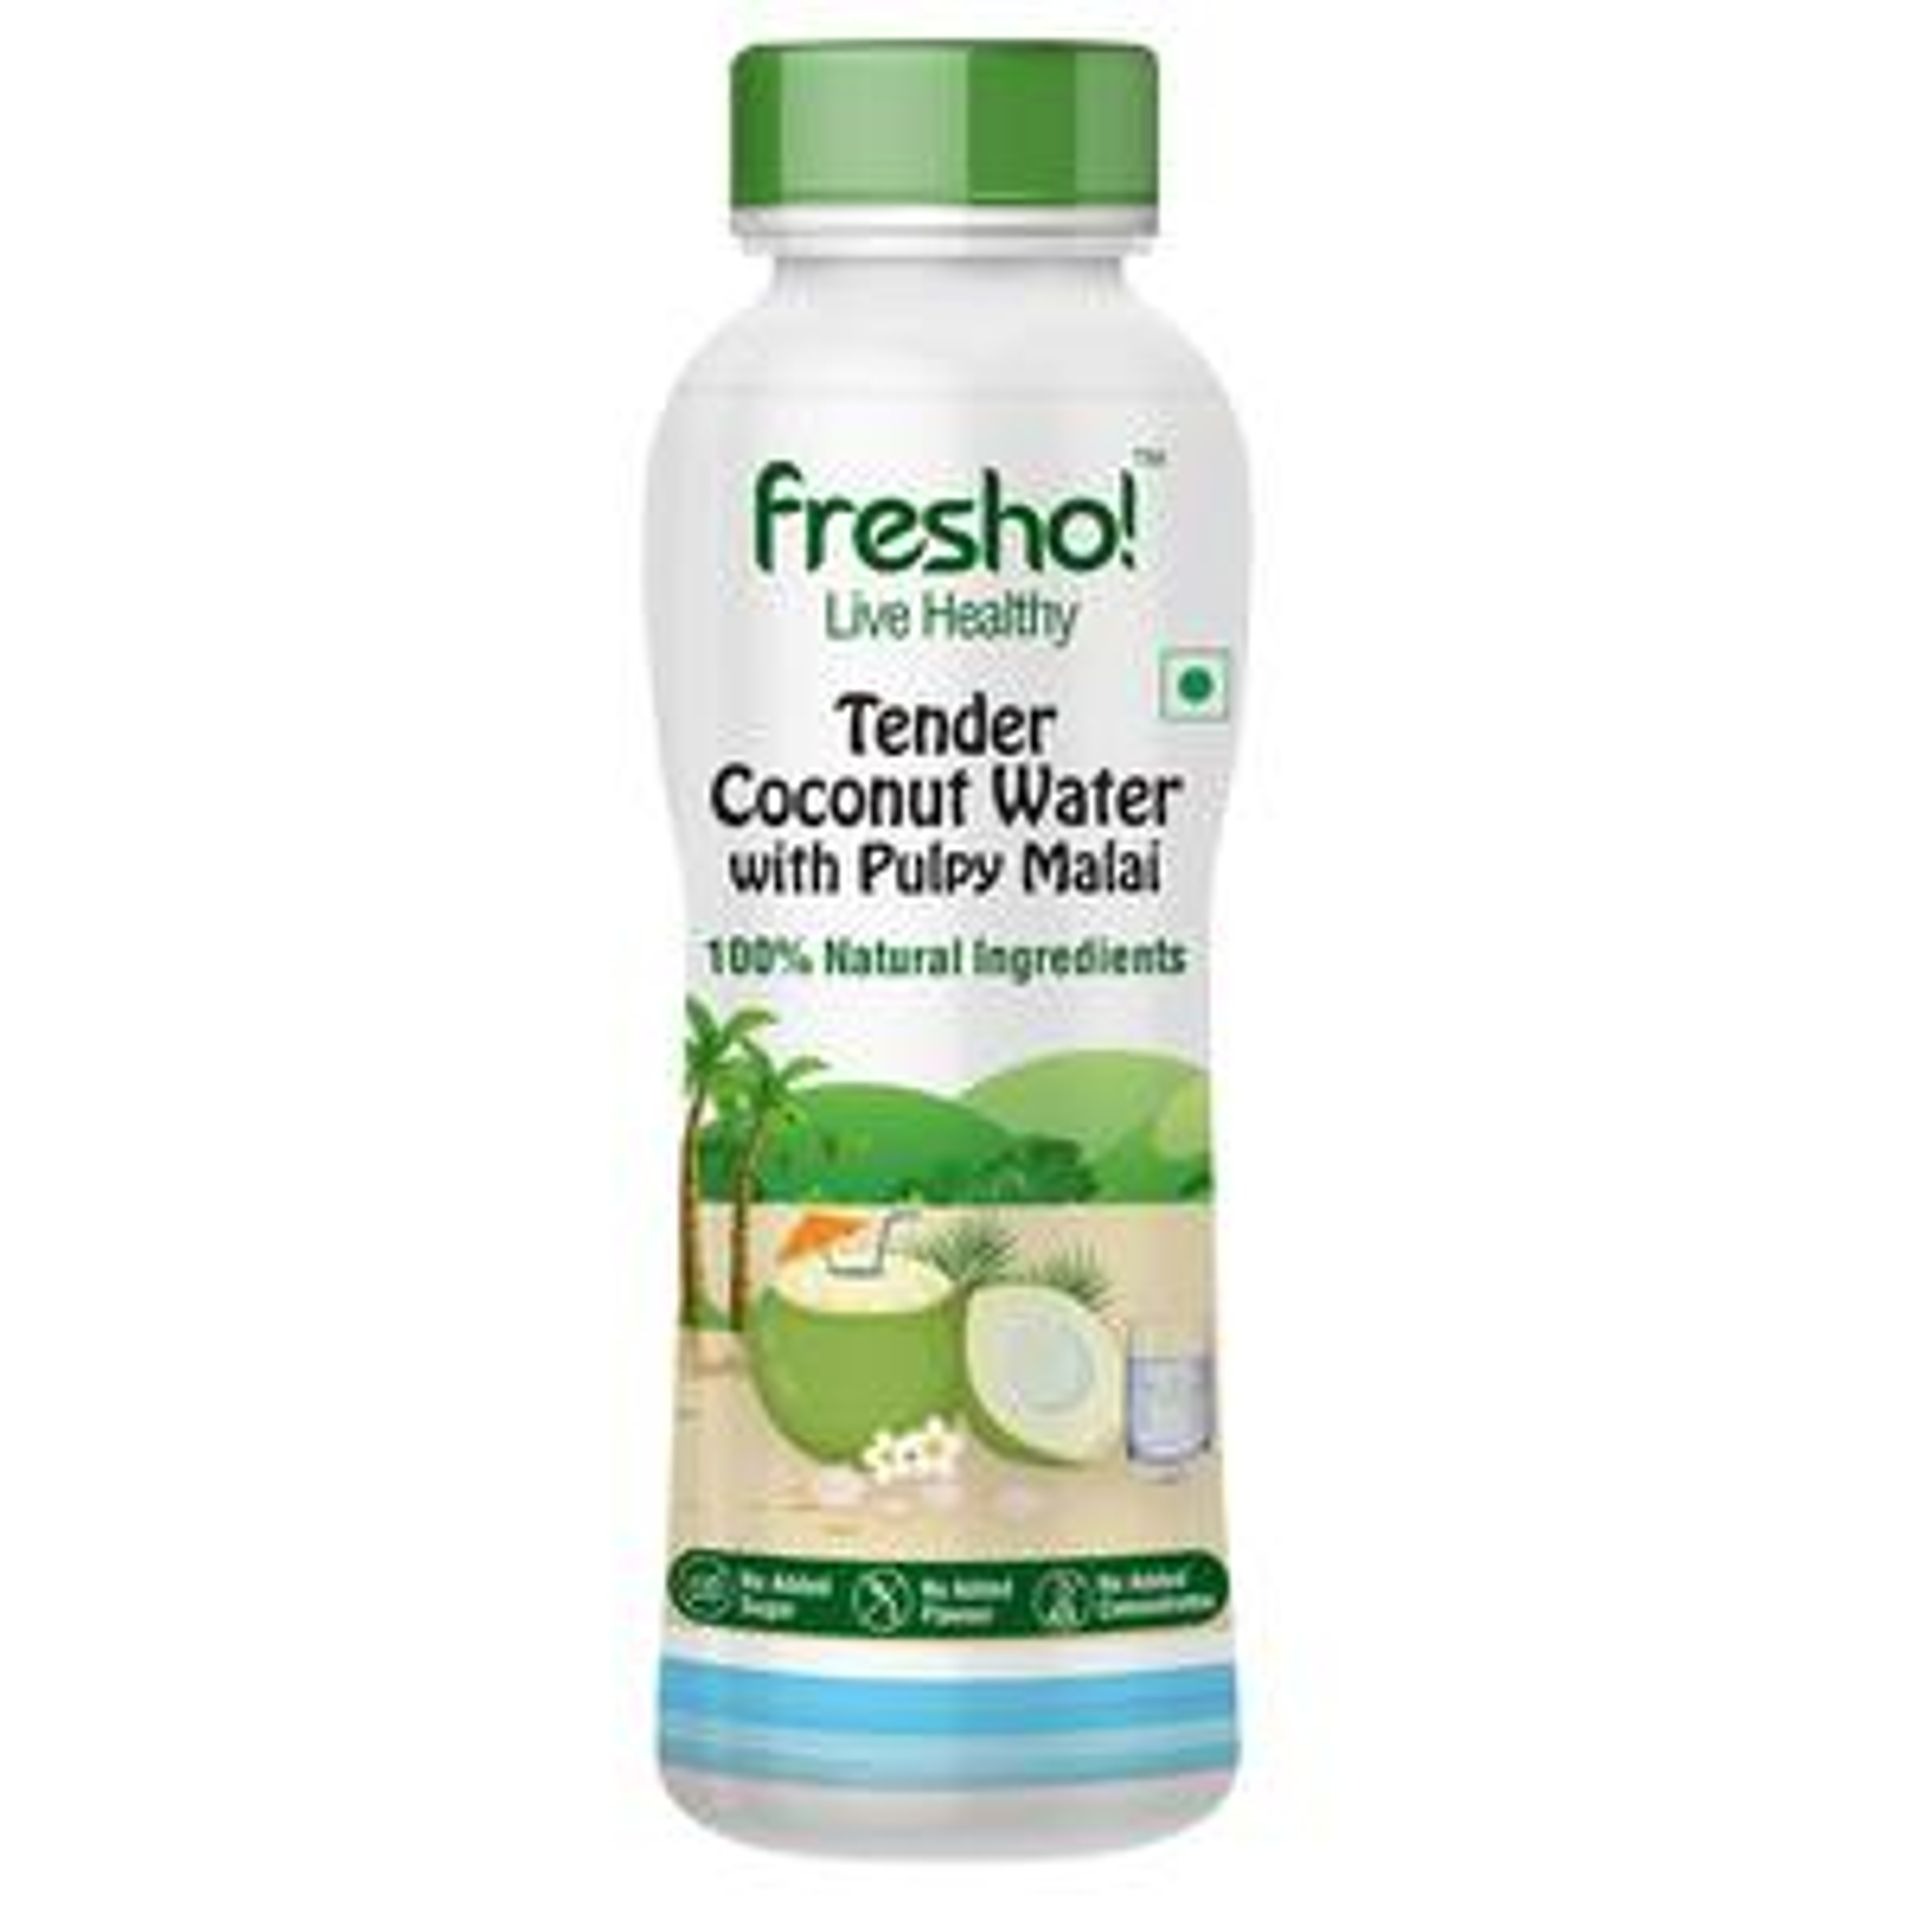 fresho!™
Live Healthy
Tender
Coconut Water
with Pulpy Malai
100% Natural Ingredients
No Added No Added No Added
Sugar Flavour